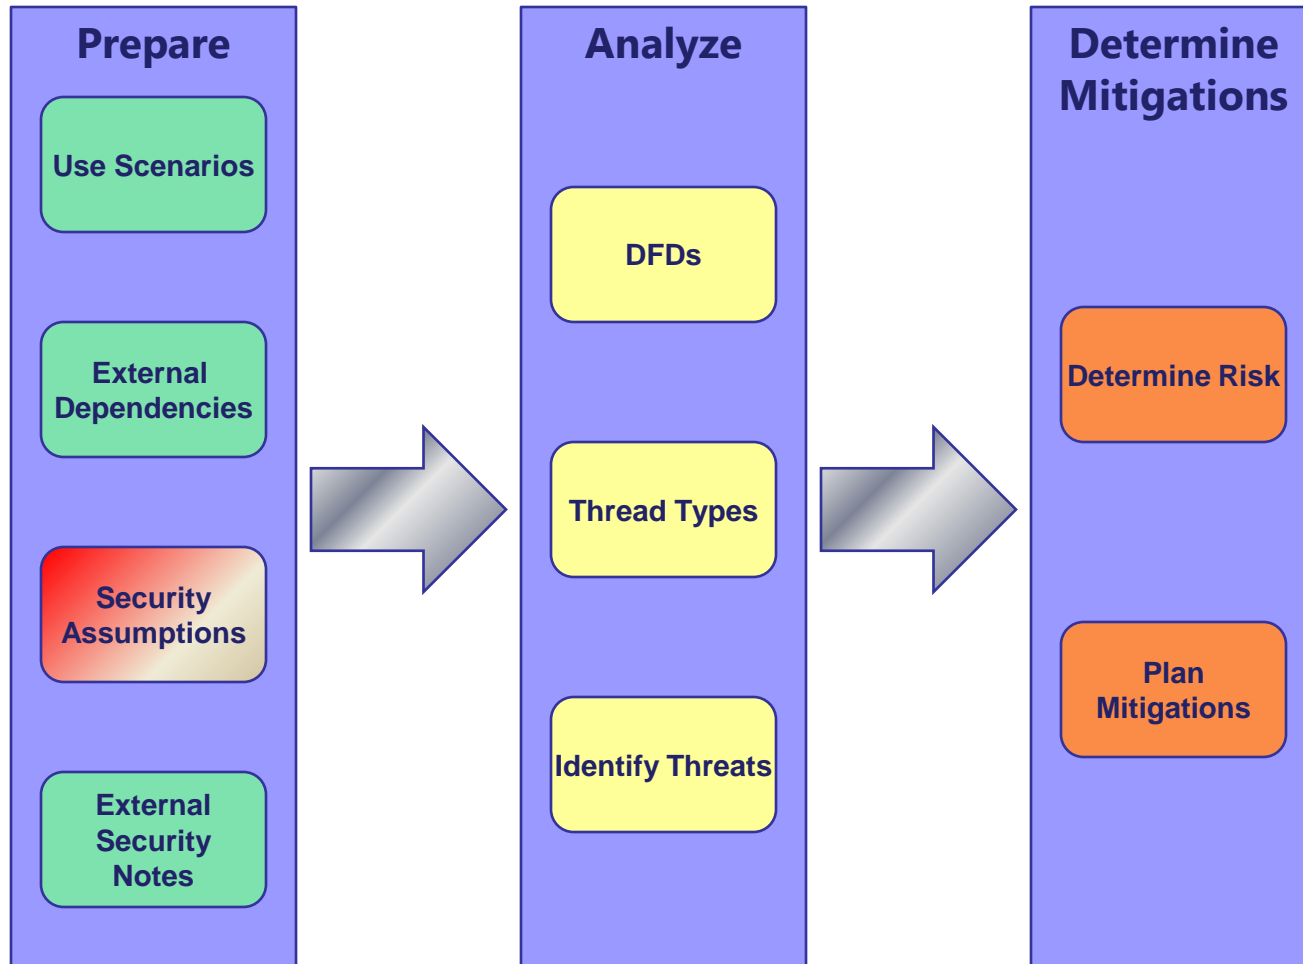 Prepare
Use Scenarios
External
Dependencies
Security
Assumptions
External
Security
Notes
Analyze
DFDs
Thread Types
Identify Threats
Determine
Mitigations
Determine Risk
Plan
Mitigations